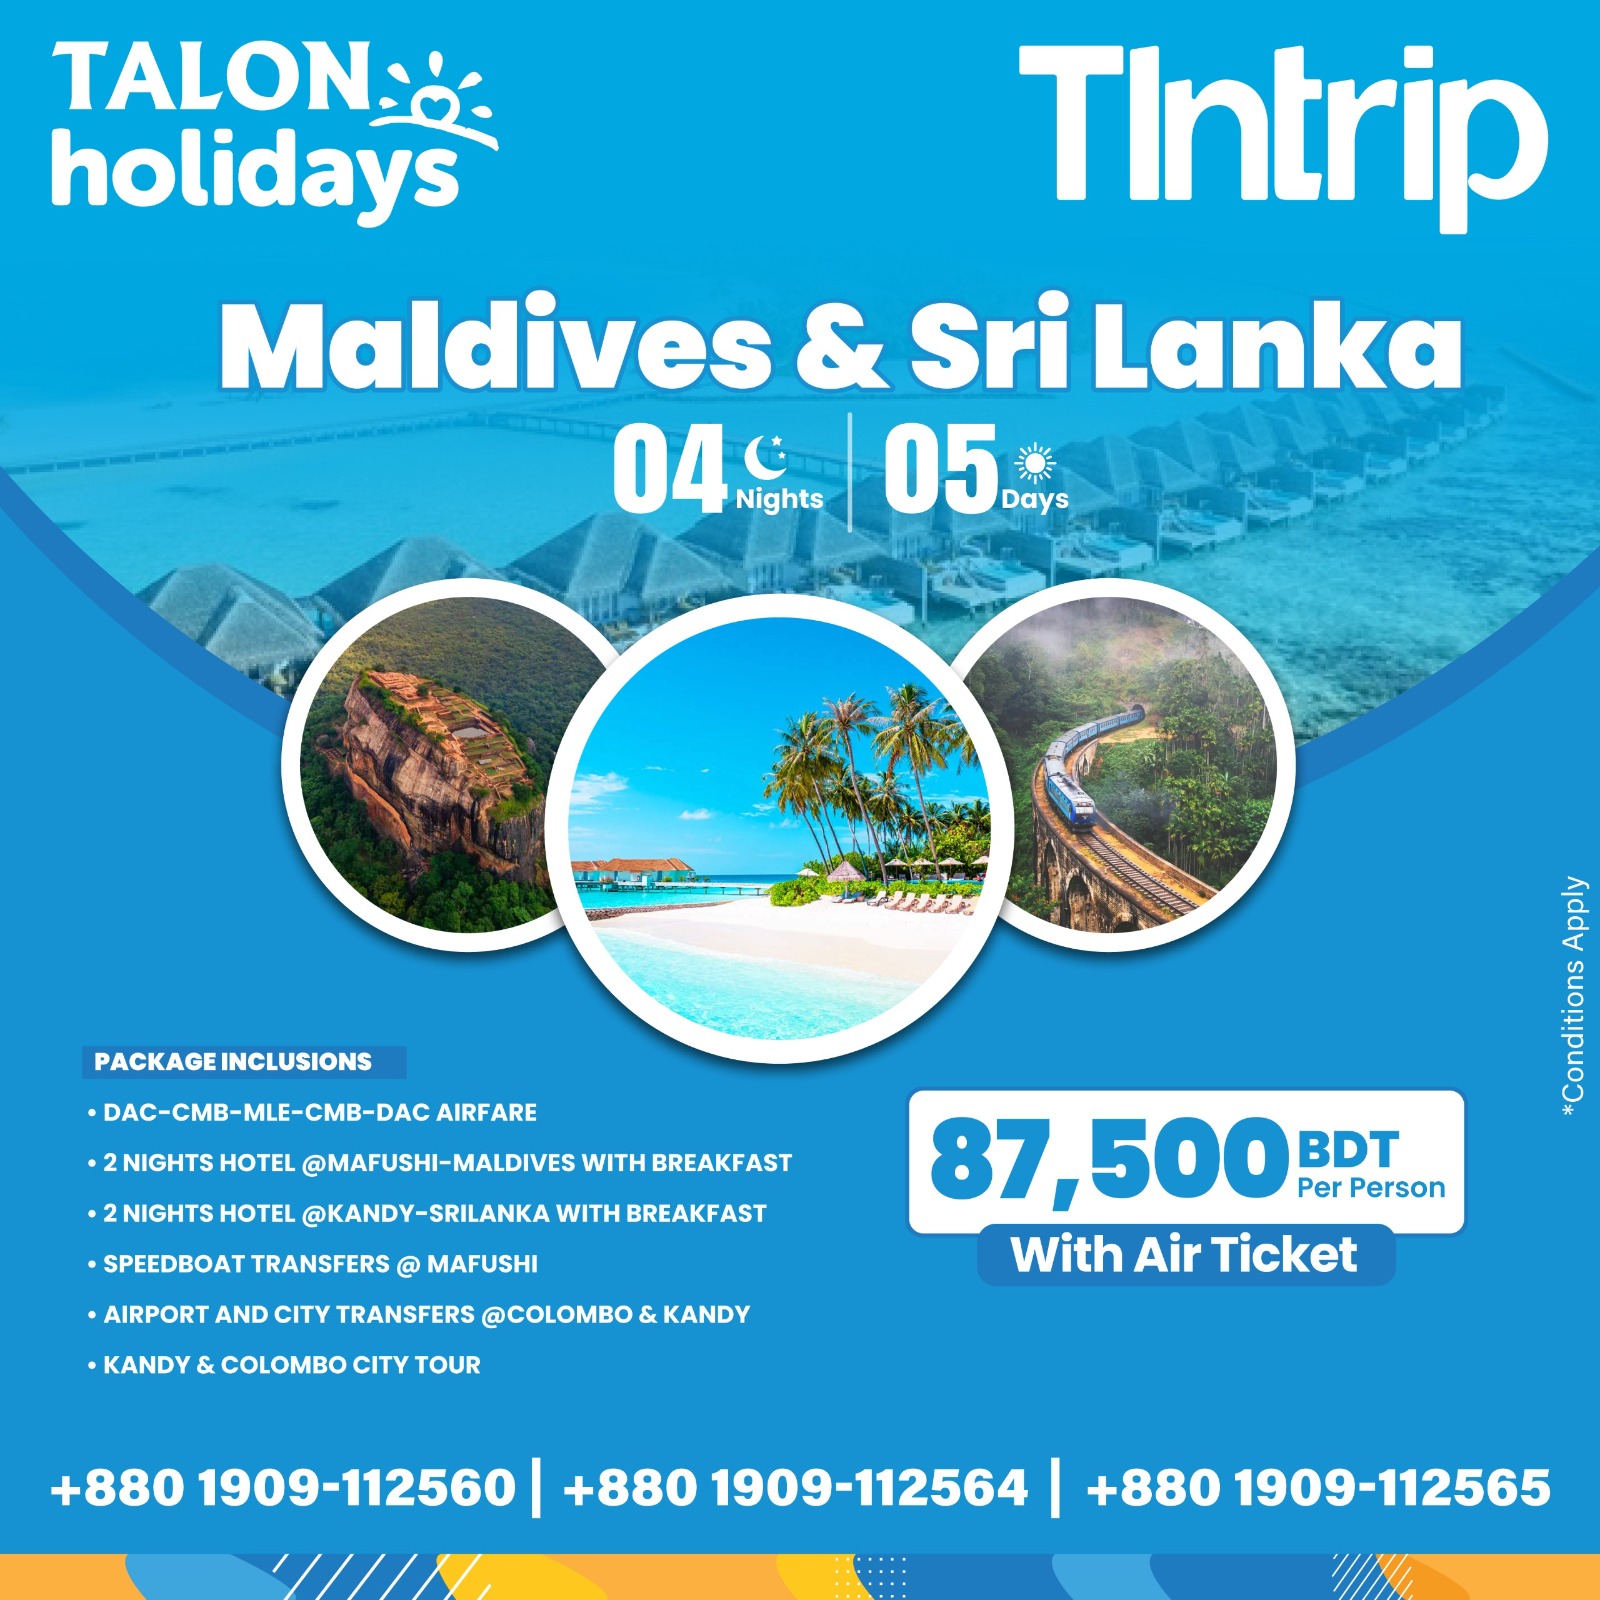 TALON
holidays
TIntrip
Maldives & Sri Lanka
04 Nights
05 Days
*Conditions Apply
PACKAGE INCLUSIONS
• DAC-CMB-MLE-CMB-DAC AIRFARE
• 2 NIGHTS HOTEL @MAFUSHI-MALDIVES WITH BREAKFAST
• 2 NIGHTS HOTEL @KANDY-SRILANKA WITH BREAKFAST
• SPEEDBOAT TRANSFERS @ MAFUSHI
• AIRPORT AND CITY TRANSFERS @COLOMBO & KANDY
• KANDY & COLOMBO CITY TOUR
87,500 BDT
Per Person
With Air Ticket
+880 1909-112560 | +880 1909-112564 | +880 1909-112565